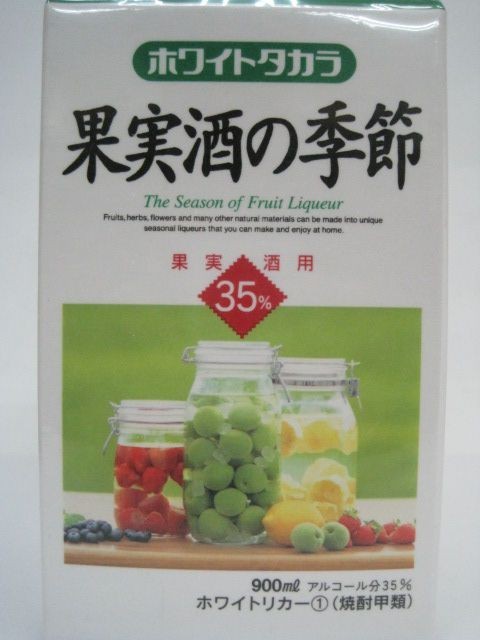 ホワイトタカラ
果実酒の季節
The Season of Fruit Liqueur
Fruits, herbs, flowers and many other natural materials can be made into unique
seasonal liqueurs that you can make and enjoy at home.
果実酒用
35%
900ml アルコール分35%
ホワイトリカー①(焼酎甲類)